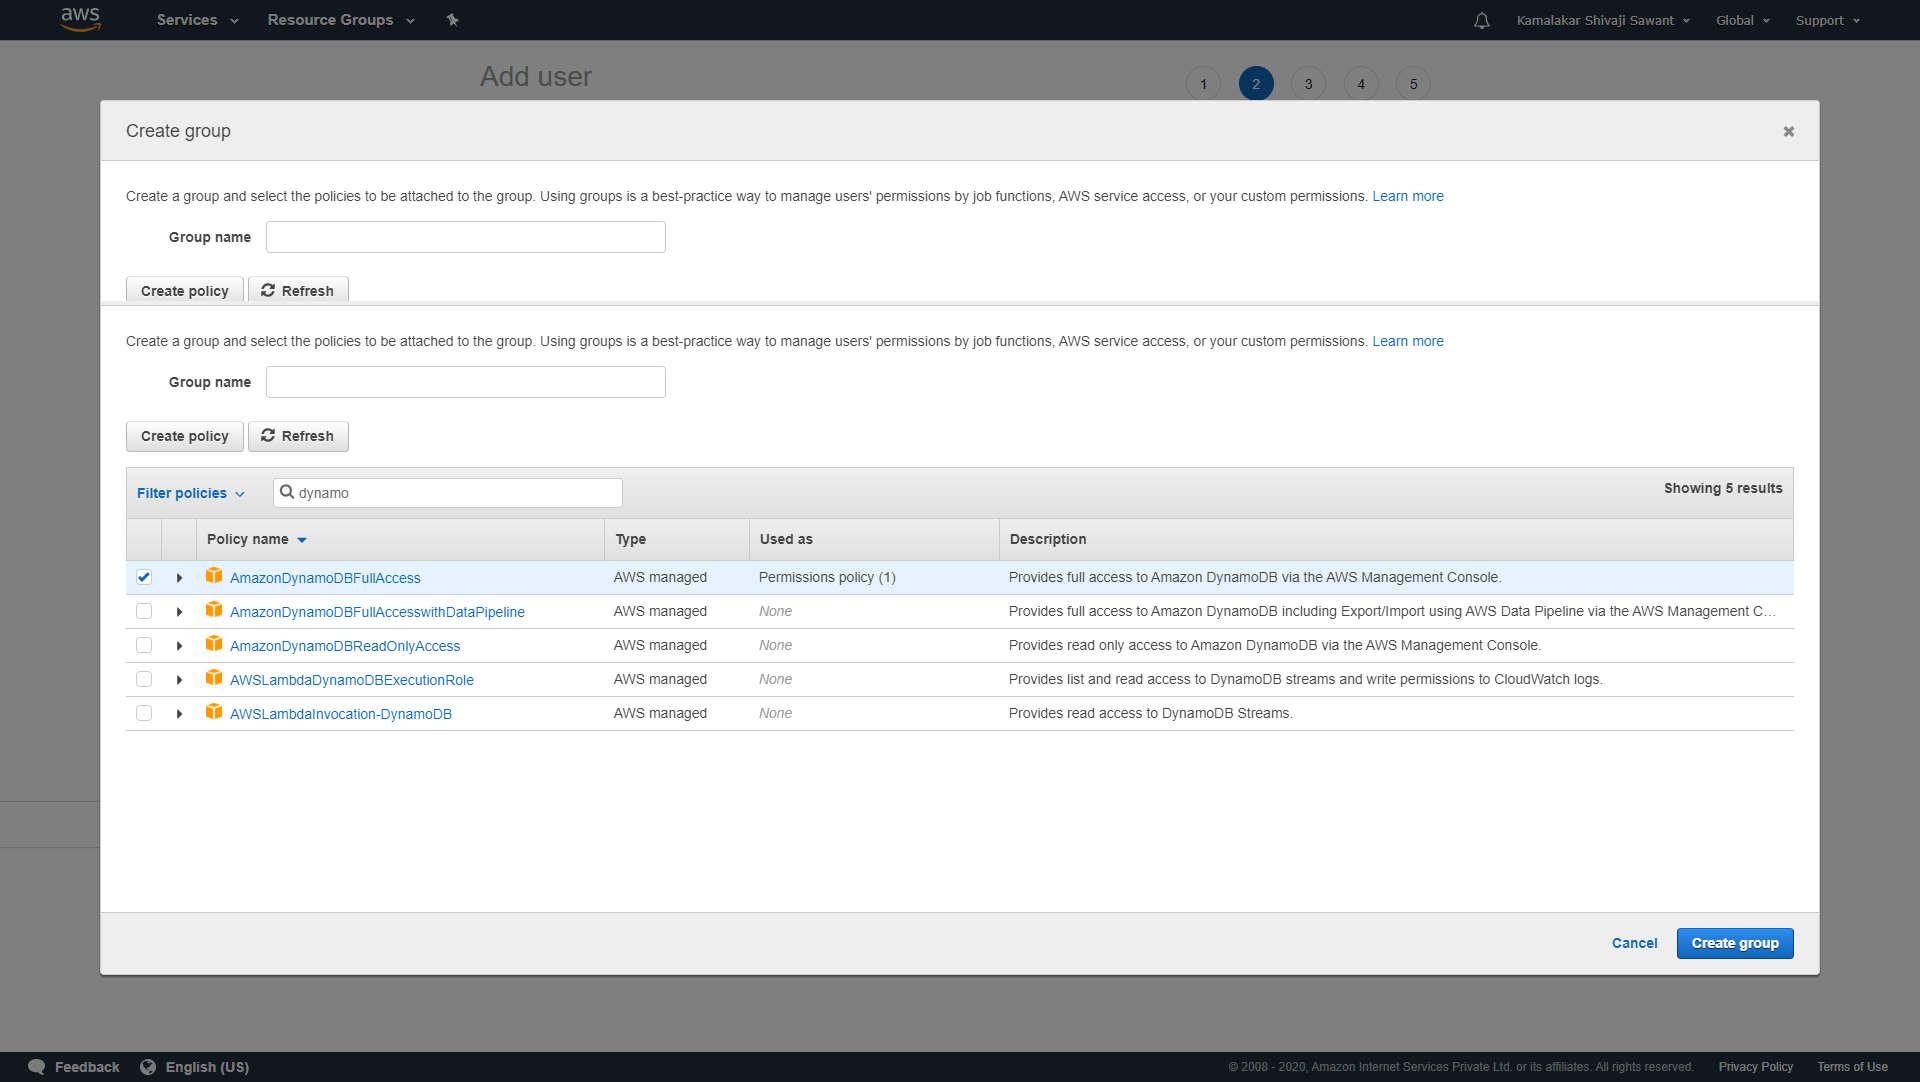 aws Services Resource Groups Kamalakar Shivaji Sawant Global Support
Add user 1 2 3 4 5
Create group
Create a group and select the policies to be attached to the group. Using groups is a best-practice way to manage users' permissions by job functions, AWS service access, or your custom permissions. Learn more
Group name
Create policy Refresh
Create a group and select the policies to be attached to the group. Using groups is a best-practice way to manage users' permissions by job functions, AWS service access, or your custom permissions. Learn more
Group name
Create policy Refresh
Filter policies dynamo Showing 5 results
Policy name Type Used as Description
AmazonDynamoDBFullAccess AWS managed Permissions policy (1) Provides full access to Amazon DynamoDB via the AWS Management Console.
AmazonDynamoDBFullAccesswithDataPipeline AWS managed None Provides full access to Amazon DynamoDB including Export/Import using AWS Data Pipeline via the AWS Management C…
AmazonDynamoDBReadOnlyAccess AWS managed None Provides read only access to Amazon DynamoDB via the AWS Management Console.
AWSLambdaDynamoDBExecutionRole AWS managed None Provides list and read access to DynamoDB streams and write permissions to CloudWatch logs.
AWSLambdaInvocation-DynamoDB AWS managed None Provides read access to DynamoDB Streams.
Cancel Create group
Feedback English (US) © 2008 - 2020, Amazon Internet Services Private Ltd. or its affiliates. All rights reserved. Privacy Policy Terms of Use